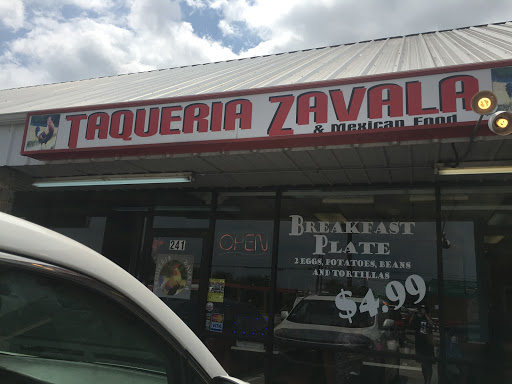 TAQUERIA ZAVALA
& Mexican Food
241
OPEN
BREAKFAST
PLATE
2 EGGS, POTATOES, BEANS
AND TORTILLAS
$4.99